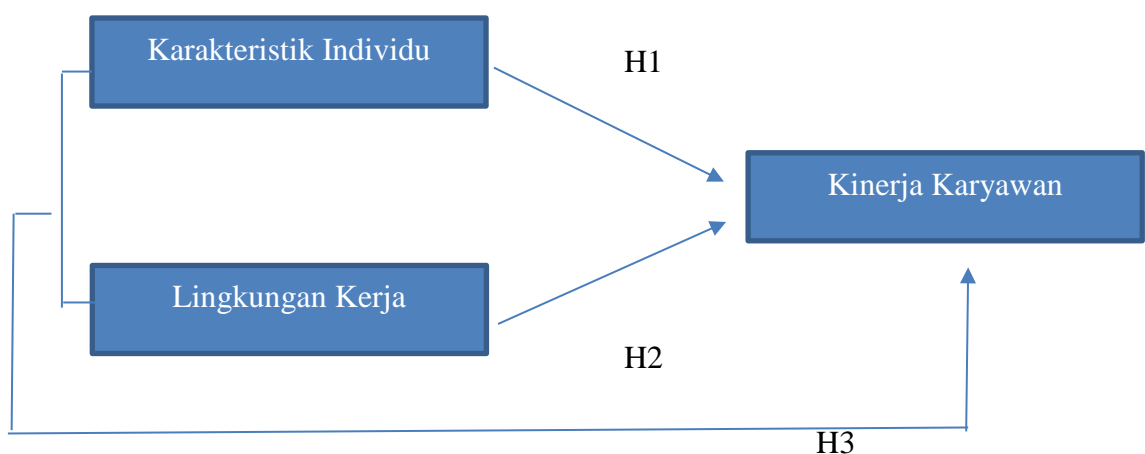 Karakteristik Individu
H1
Kinerja Karyawan
Lingkungan Kerja
H2
H3